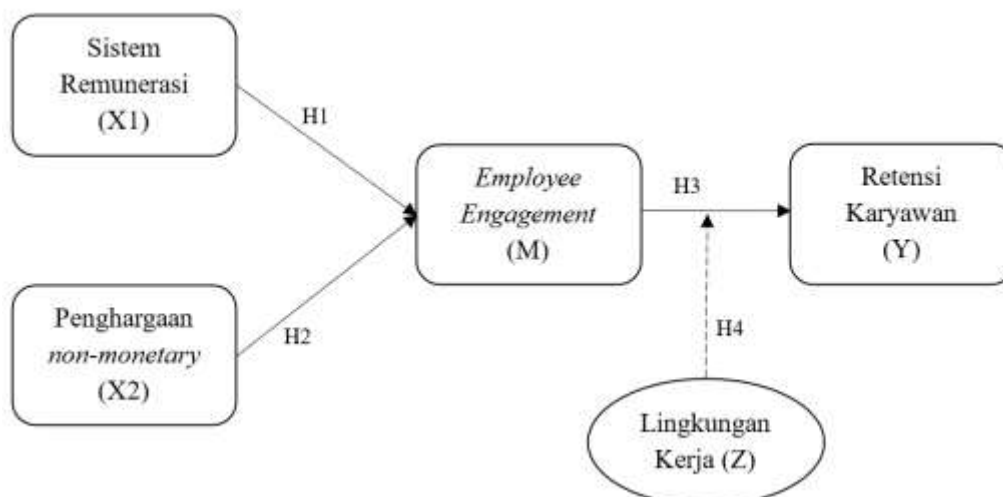 Sistem
Remunerasi
(X1)
H1
Employee
Engagement
(M)
H3
Retensi
Karyawan
(Y)
Penghargaan
non-monetary
(X2)
H2
H4
Lingkungan
Kerja (Z)